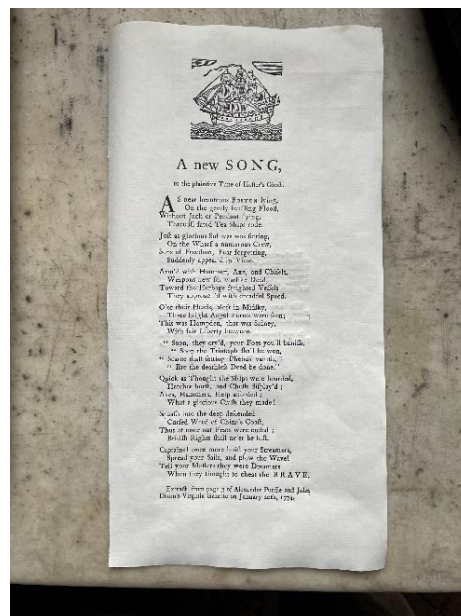 A new SONG,
to the plaintive Tune of Hosier's Ghost.
AS near beauteous BOSTON lying,
On the gently swelling Flood,
Without Jack or Pendant flying,
Three ill fated Tea Ships rode.
Just as glorious Sol was setting,
On the Wharf a numerous Crew,
Sons of Freedom, Fear forgetting,
Suddenly appear'd in View.
Arm'd with Hammer, Axe, and Chisels,
Weapons new for warlike Deed,
Toward the Herbage freighted Vessels
They approach'd with dreadful Speed.
O'er their Heads, aloft in Midsky,
Three bright Angel Forms were seen;
This was Hampden, that was Sidney,
With fair Liberty between.
" Soon, they cry'd, your Foes you'll banish,
" Soon the Triumph shall be won,
" Scarce shall setting Phœbus vanish,
" Ere the deathless Deed be done."
Quick as Thought the Ships were boarded,
Hatches burst, and Chests display'd;
Axes, Hammers, Help afforded;
What a glorious Crash they made!
Squash into the deep descended
Cursed Weed of China's Coast,
Thus at once our Fears were ended;
British Rights shall ne'er be lost.
Captains! once more hoist your Streamers,
Spread your Sails, and plow the Wave!
Tell your Masters they were Dreamers
When they thought to cheat the BRAVE.
Extract from page 2 of Alexander Purdie and John
Dixon's Virginia Gazette on January 20th, 1774.